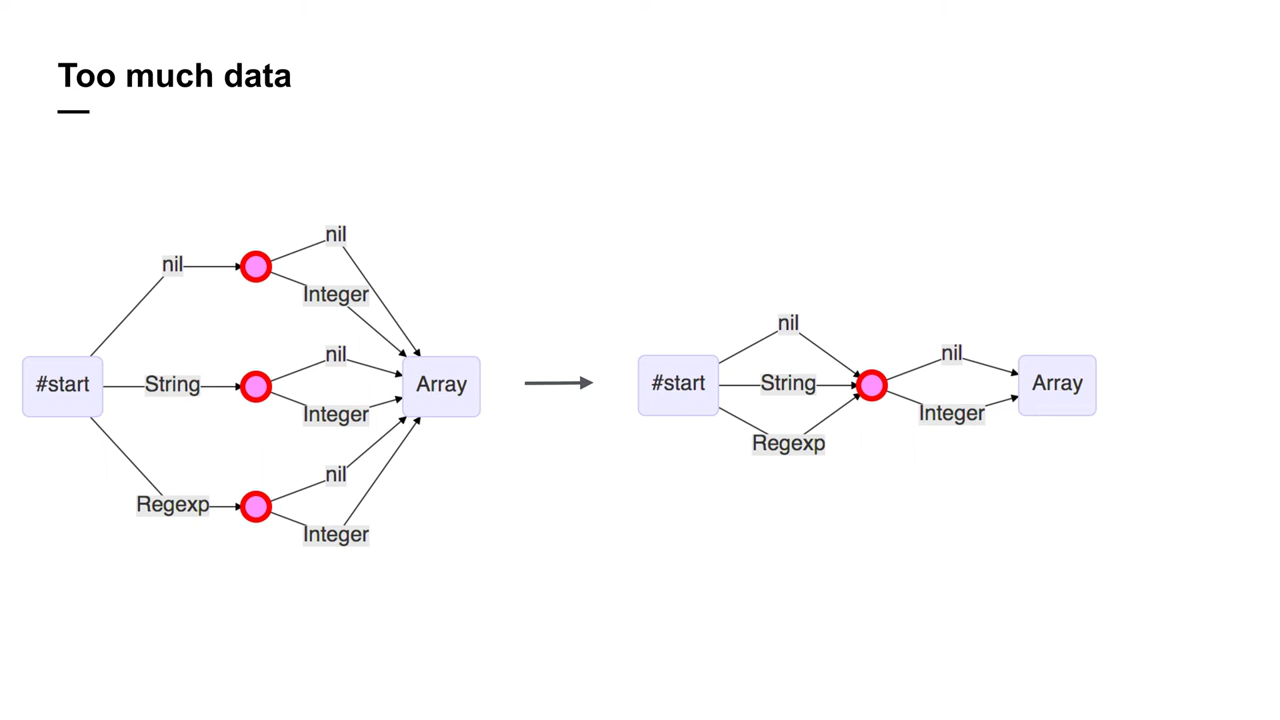 Too much data
nil
nil
Integer
#start
String
nil
Integer
Array
Regexp
nil
Integer
nil
#start
String
Regexp
nil
Integer
Array